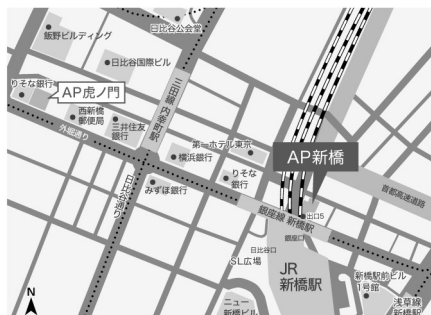 日比谷公会堂
飯野ビルディング
日比谷国際ビル
りそな銀行
AP虎ノ門
三田線 内幸町駅
西新橋
郵便局
三井住友
銀行
外堀通り
第一ホテル東京
横浜銀行
AP新橋
りそな
銀行
みずほ銀行
日比谷通り
首都高速道路
銀座線 新橋駅
出口5
銀座口
日比谷口
SL広場
JR
新橋駅
新橋駅前ビル
1号館
ニュー
新橋ビル
浅草線
新橋駅
N